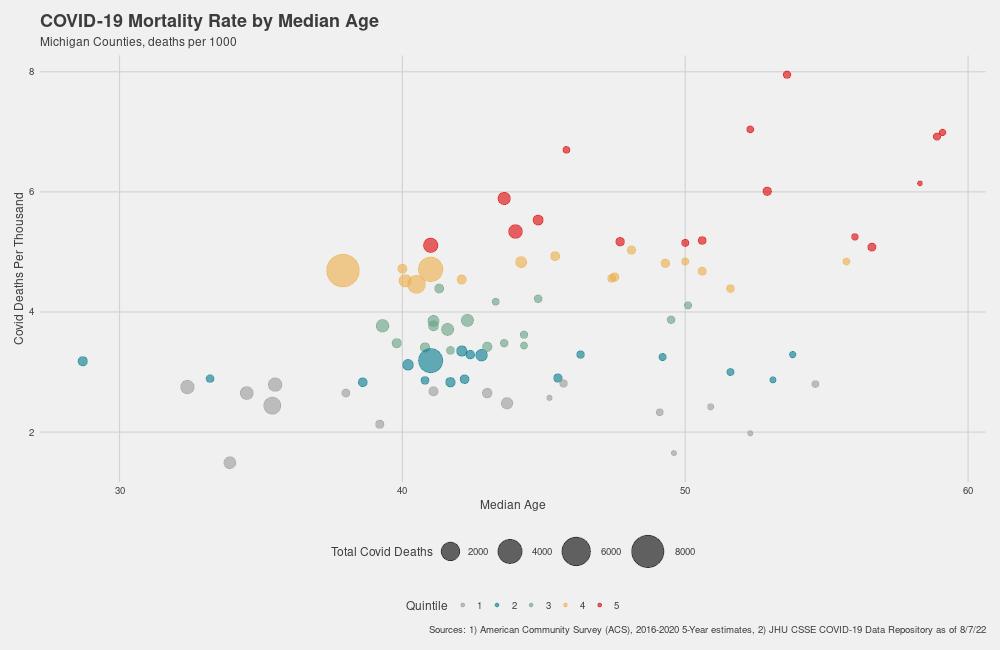 COVID-19 Mortality Rate by Median Age
Michigan Counties, deaths per 1000
8
6
4
2
Covid Deaths Per Thousand
30 40 50 60
Median Age
Total Covid Deaths 2000 4000 6000 8000
Quintile 1 2 3 4 5
Sources: 1) American Community Survey (ACS), 2016-2020 5-Year estimates, 2) JHU CSSE COVID-19 Data Repository as of 8/7/22